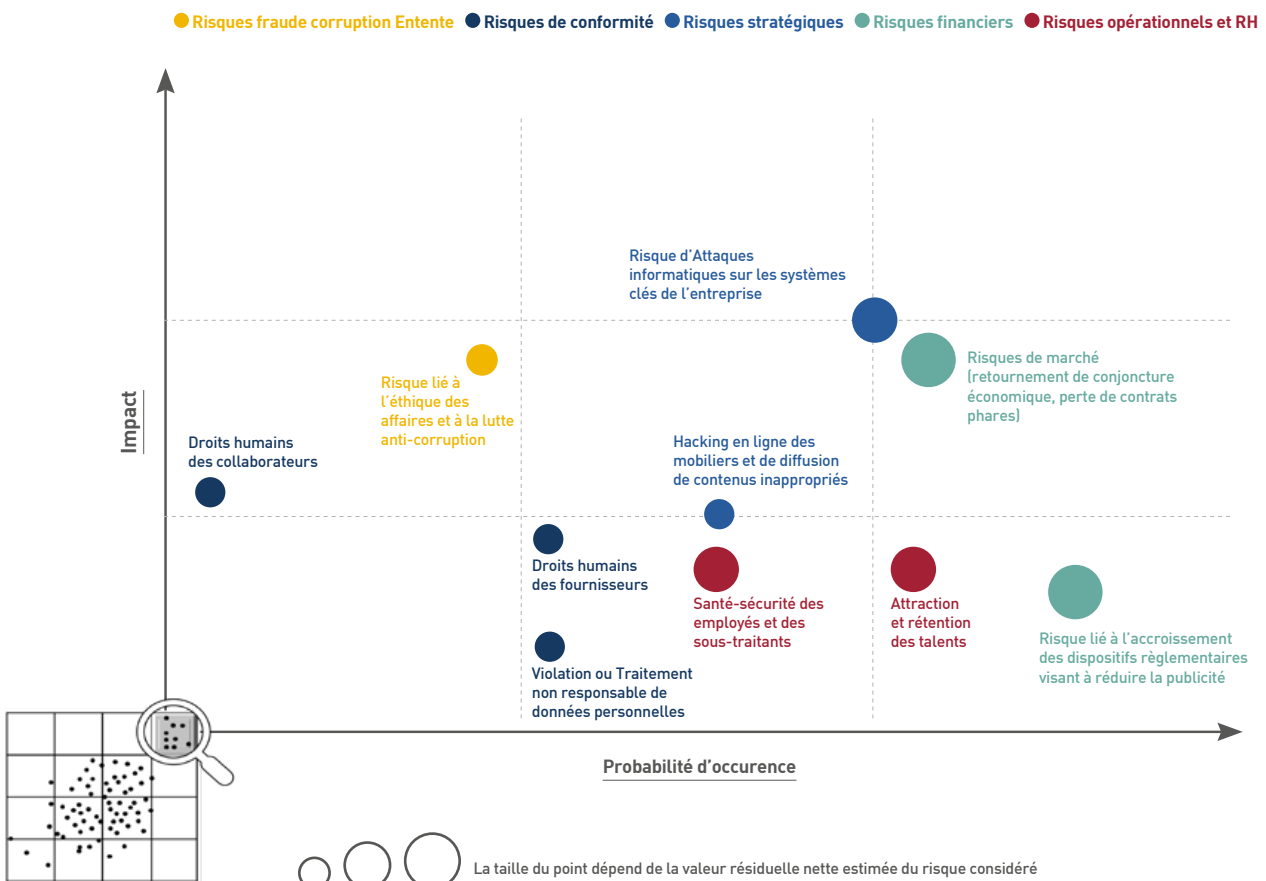 Risques fraude corruption Entente Risques de conformité Risques stratégiques Risques financiers Risques opérationnels et RH
Impact
Risque d'Attaques
informatiques sur les systèmes
clés de l'entreprise
Risques de marché
(retournement de conjoncture
économique, perte de contrats
phares)
Risque lié à
l'éthique des
affaires et à la lutte
anti-corruption
Droits humains
des collaborateurs
Hacking en ligne des
mobiliers et de diffusion
de contenus inappropriés
Droits humains
des fournisseurs
Santé-sécurité des
employés et des
sous-traitants
Attraction
et rétention
des talents
Risque lié à l'accroissement
des dispositifs règlementaires
visant à réduire la publicité
Violation ou Traitement
non responsable de
données personnelles
Probabilité d'occurence
La taille du point dépend de la valeur résiduelle nette estimée du risque considéré